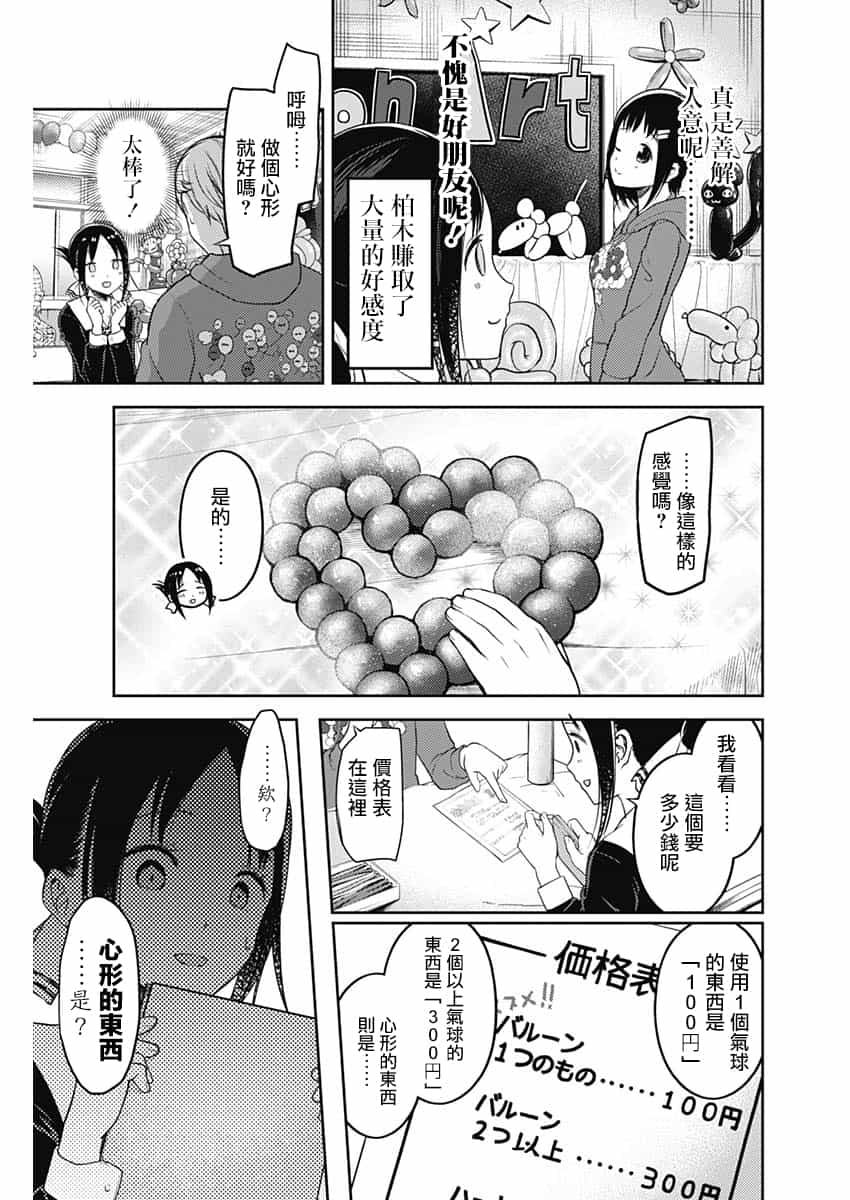 on Art
真是善解
人意呢………
不愧是好朋友呢！
柏木賺取了
大量的好感度
呼呣……
做個心形
就好嗎？
太棒了！
……像這樣的
感覺嗎？
是的……
我看看……
這個要
多少錢呢
價格表
在這裡
使用1個氣球
的東西是
「100円」
2個以上氣球的
東西是「300円」
心形的東西
則是……
価格表
スメ!!
バルーン
1つのもの……100円
バルーン
2つ以上……300円
……欸？
心形的東西
……是？